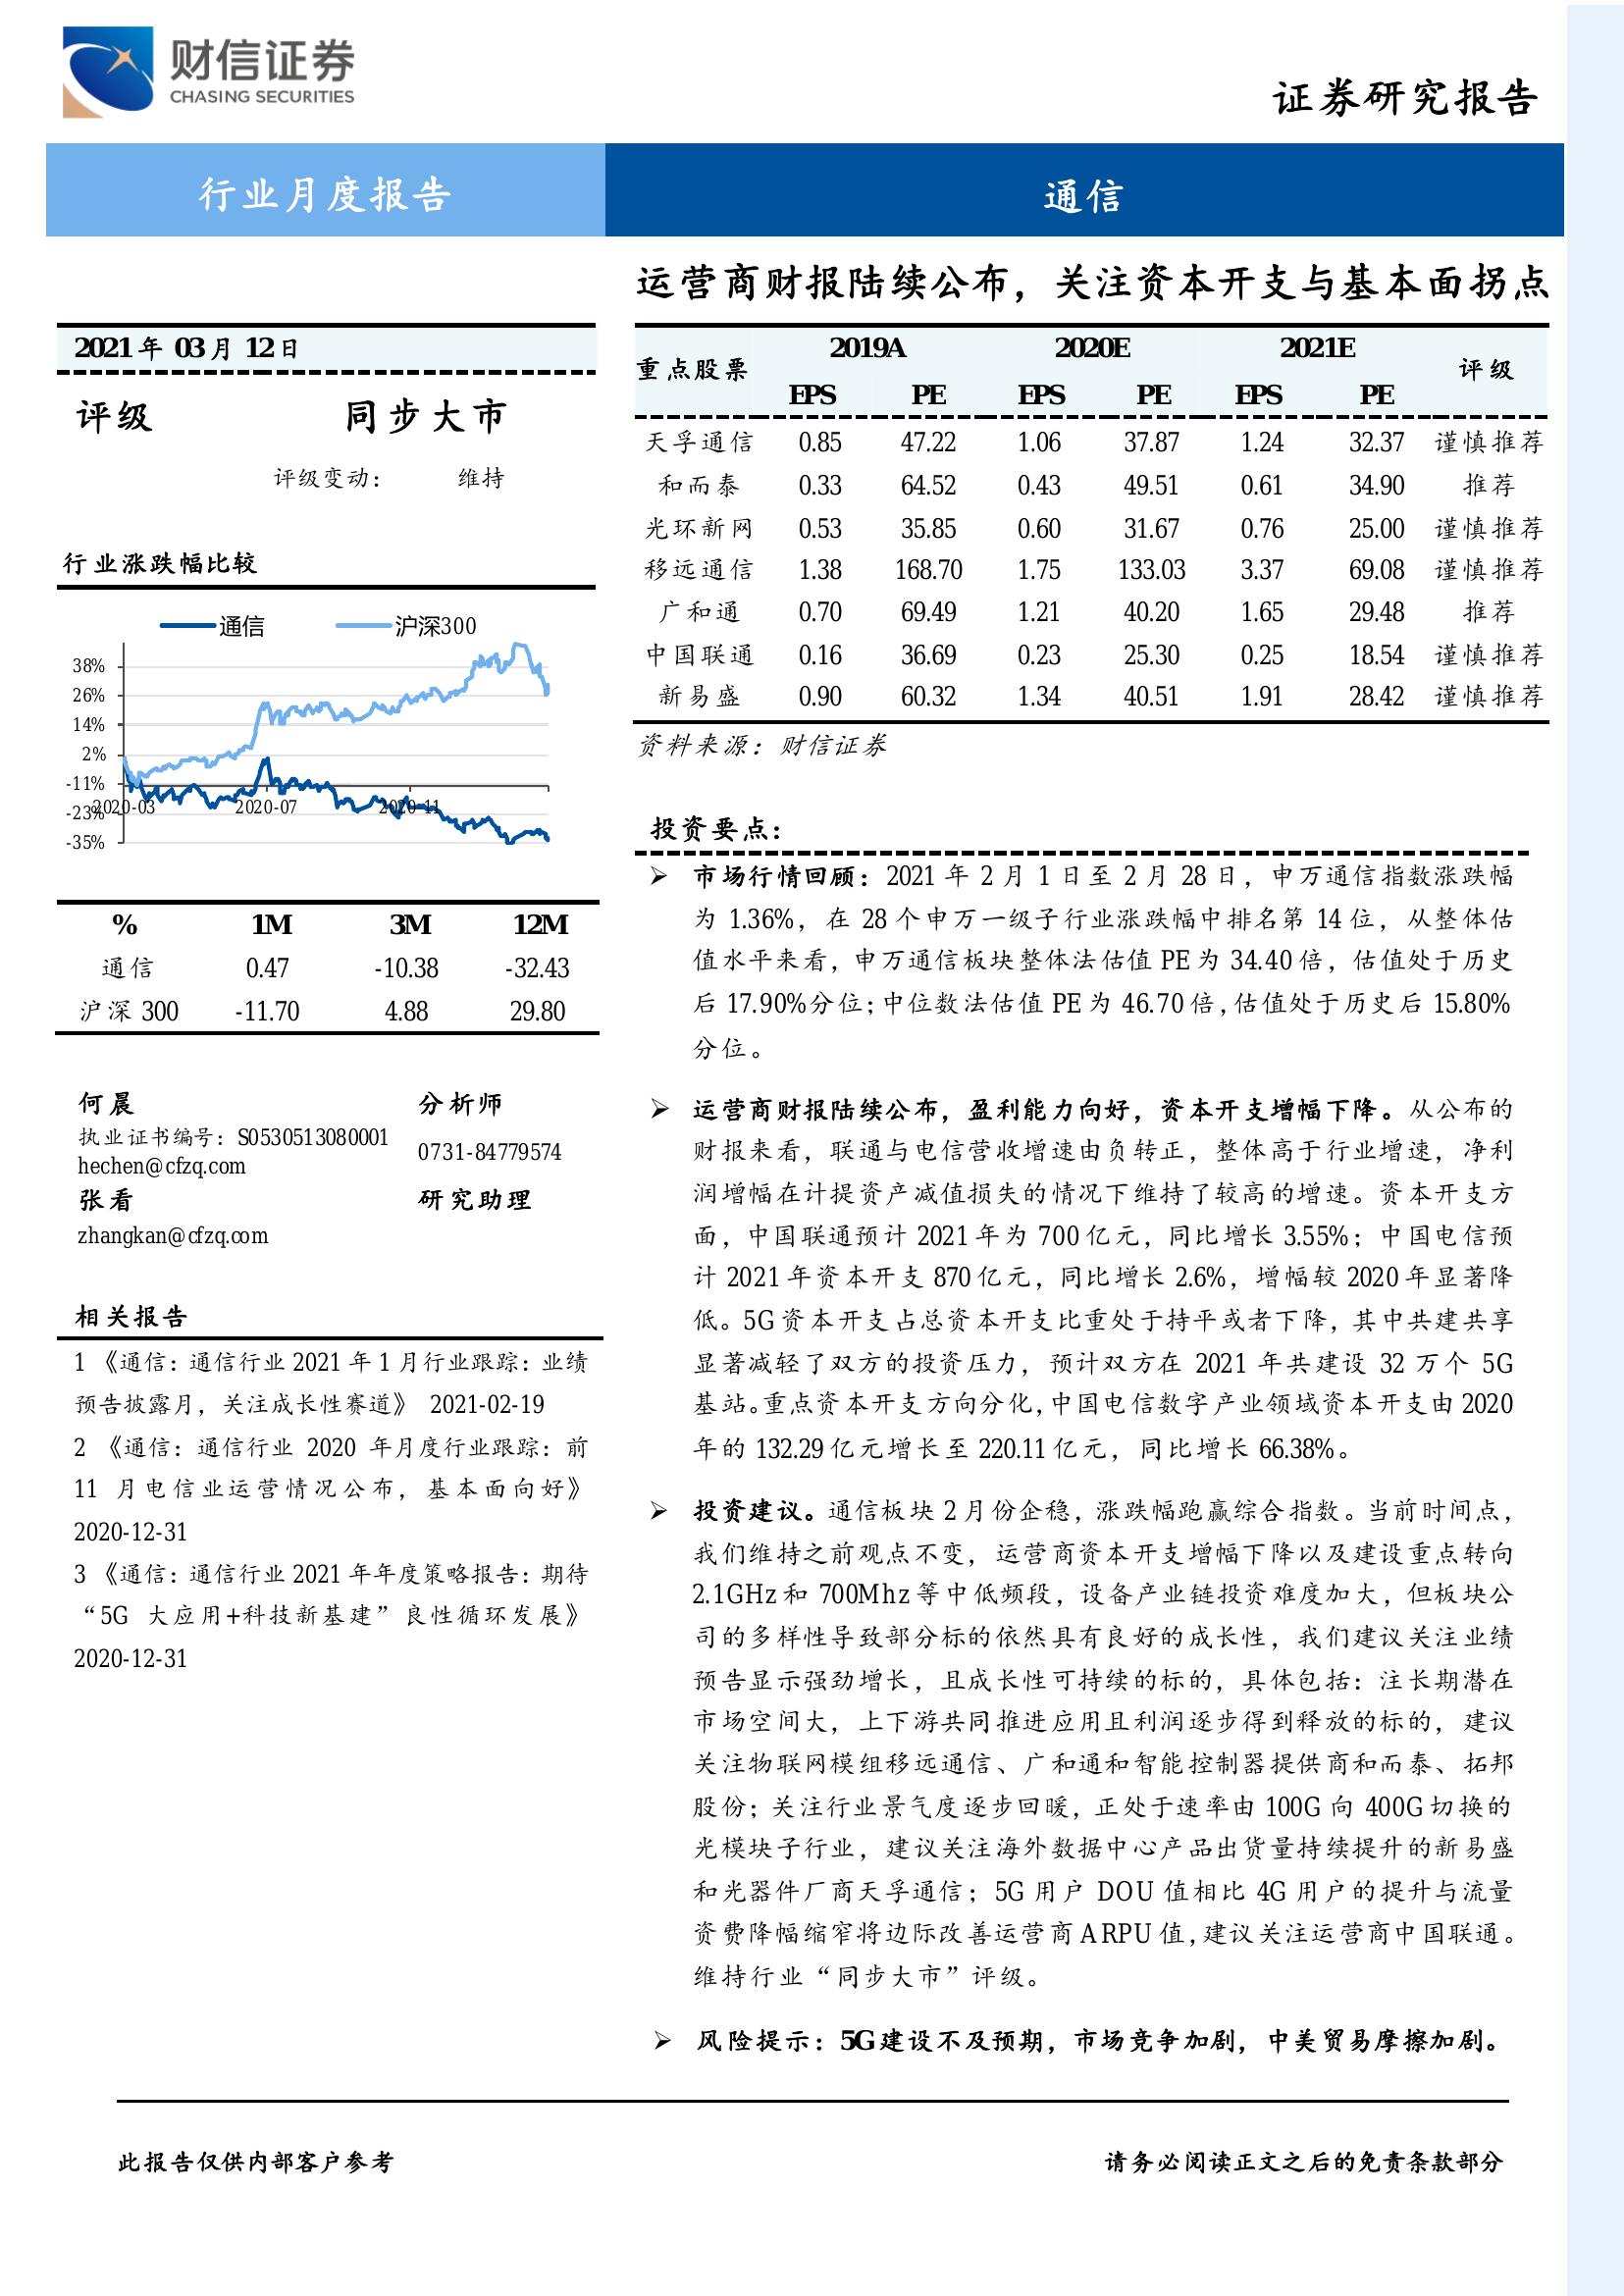 财信证券
CHASING SECURITIES
证券研究报告
行业月度报告
通信
运营商财报陆续公布，关注资本开支与基本面拐点
2021 年 03 月 12 日
评级 同步大市
评级变动： 维持
行业涨跌幅比较
通信 沪深300
38%
26%
14%
2%
-11%
-23%
-35%
2020-03 2020-07 2020-11
% 1M 3M 12M
通信 0.47 -10.38 -32.43
沪深 300 -11.70 4.88 29.80
何晨 分析师
执业证书编号：S0530513080001
hechen@cfzq.com
0731-84779574
张看 研究助理
zhangkan@cfzq.com
相关报告
1 《通信：通信行业 2021 年 1 月行业跟踪：业绩
预告披露月，关注成长性赛道》 2021-02-19
2 《通信：通信行业 2020 年月度行业跟踪：前
11 月电信业运营情况公布，基本面向好》
2020-12-31
3 《通信：通信行业 2021 年年度策略报告：期待
“5G 大应用+科技新基建”良性循环发展》
2020-12-31
重点股票 2019A 2020E 2021E 评级
EPS PE EPS PE EPS PE
天孚通信 0.85 47.22 1.06 37.87 1.24 32.37 谨慎推荐
和而泰 0.33 64.52 0.43 49.51 0.61 34.90 推荐
光环新网 0.53 35.85 0.60 31.67 0.76 25.00 谨慎推荐
移远通信 1.38 168.70 1.75 133.03 3.37 69.08 谨慎推荐
广和通 0.70 69.49 1.21 40.20 1.65 29.48 推荐
中国联通 0.16 36.69 0.23 25.30 0.25 18.54 谨慎推荐
新易盛 0.90 60.32 1.34 40.51 1.91 28.42 谨慎推荐
资料来源：财信证券
投资要点：
➢ 市场行情回顾：2021 年 2 月 1 日至 2 月 28 日，申万通信指数涨跌幅
为 1.36%，在 28 个申万一级子行业涨跌幅中排名第 14 位，从整体估
值水平来看，申万通信板块整体法估值 PE 为 34.40 倍，估值处于历史
后 17.90%分位；中位数法估值 PE 为 46.70 倍，估值处于历史后 15.80%
分位。
➢ 运营商财报陆续公布，盈利能力向好，资本开支增幅下降。从公布的
财报来看，联通与电信营收增速由负转正，整体高于行业增速，净利
润增幅在计提资产减值损失的情况下维持了较高的增速。资本开支方
面，中国联通预计 2021 年为 700 亿元，同比增长 3.55%；中国电信预
计 2021 年资本开支 870 亿元，同比增长 2.6%，增幅较 2020 年显著降
低。5G 资本开支占总资本开支比重处于持平或者下降，其中共建共享
显著减轻了双方的投资压力，预计双方在 2021 年共建设 32 万个 5G
基站。重点资本开支方向分化，中国电信数字产业领域资本开支由 2020
年的 132.29 亿元增长至 220.11 亿元，同比增长 66.38%。
➢ 投资建议。通信板块 2 月份企稳，涨跌幅跑赢综合指数。当前时间点，
我们维持之前观点不变，运营商资本开支增幅下降以及建设重点转向
2.1GHz 和 700Mhz 等中低频段，设备产业链投资难度加大，但板块公
司的多样性导致部分标的依然具有良好的成长性，我们建议关注业绩
预告显示强劲增长，且成长性可持续的标的，具体包括：注长期潜在
市场空间大，上下游共同推进应用且利润逐步得到释放的标的，建议
关注物联网模组移远通信、广和通和智能控制器提供商和而泰、拓邦
股份；关注行业景气度逐步回暖，正处于速率由 100G 向 400G 切换的
光模块子行业，建议关注海外数据中心产品出货量持续提升的新易盛
和光器件厂商天孚通信；5G 用户 DOU 值相比 4G 用户的提升与流量
资费降幅缩窄将边际改善运营商 ARPU 值，建议关注运营商中国联通。
维持行业“同步大市”评级。
➢ 风险提示：5G 建设不及预期，市场竞争加剧，中美贸易摩擦加剧。
此报告仅供内部客户参考
请务必阅读正文之后的免责条款部分